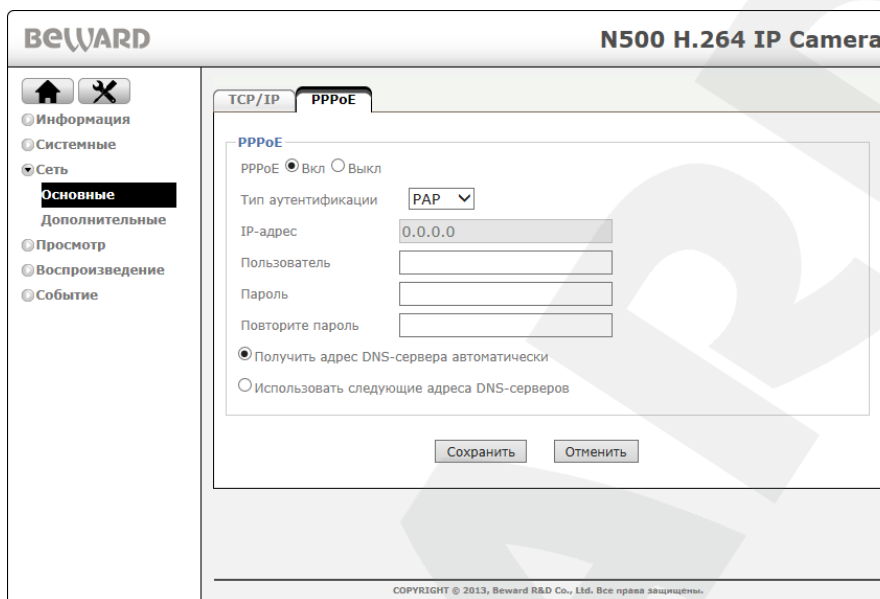 BEWARD
N500 H.264 IP Camera
Информация
Системные
Сеть
Основные
Дополнительные
Просмотр
Воспроизведение
Событие
TCP/IP PPPoE
PPPoE
PPPoE Вкл Выкл
Тип аутентификации PAP
IP-адрес 0.0.0.0
Пользователь
Пароль
Повторите пароль
Получить адрес DNS-сервера автоматически
Использовать следующие адреса DNS-серверов
Сохранить Отменить
COPYRIGHT © 2013, Beward R&D Co., Ltd. Все права защищены.